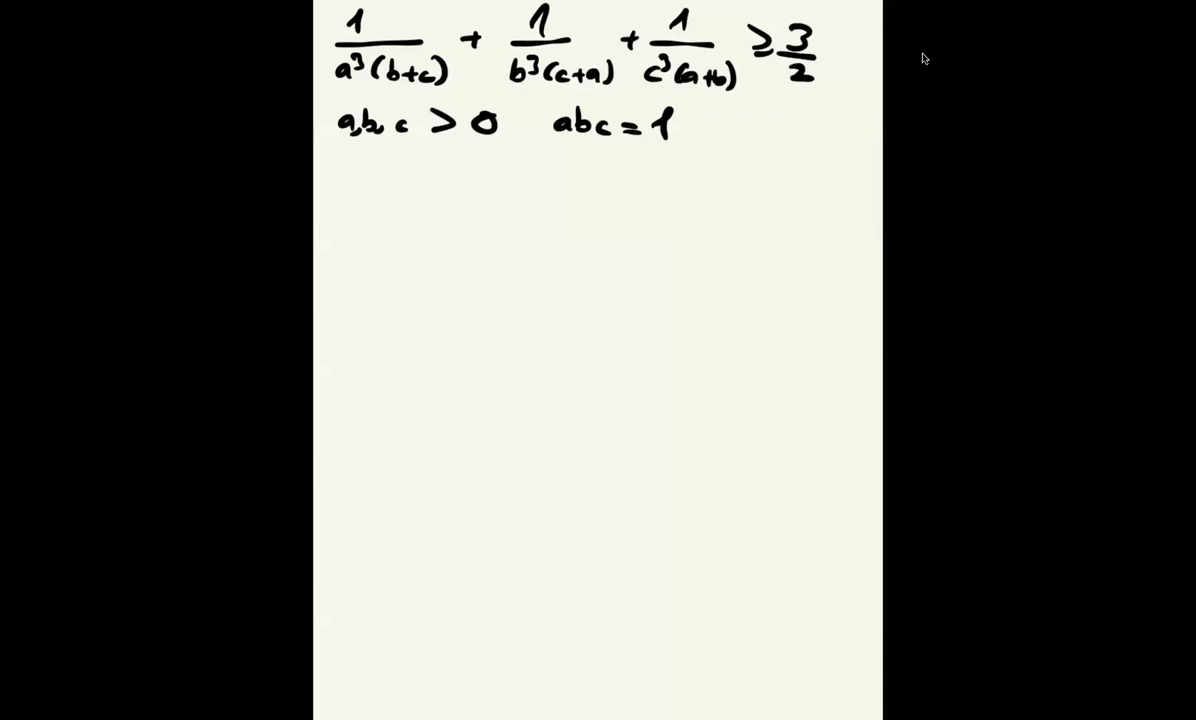 1/(a³(b+c)) + 1/(b³(c+a)) + 1/(c³(a+b)) ≥ 3/2
a,b, c > 0 abc = 1